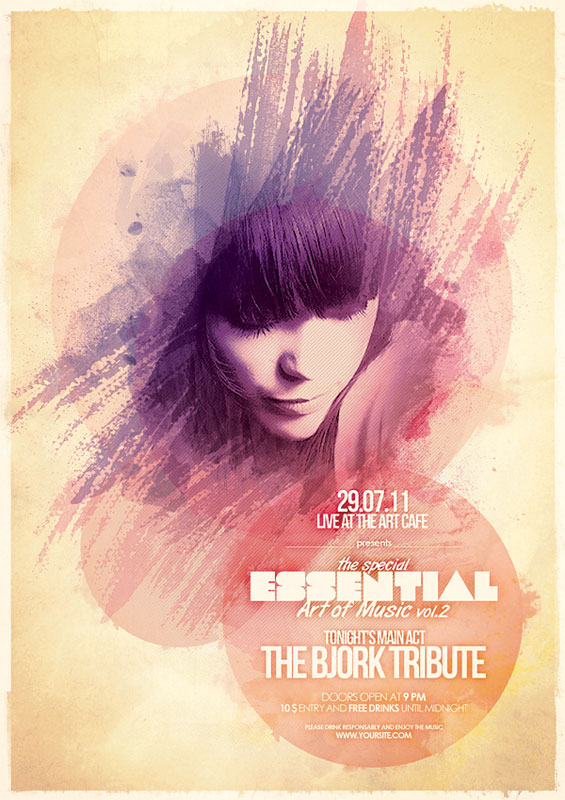 29.07.11
LIVE AT THE ART CAFE
presents
the special
ESSENTIAL
Art of Music vol.2
TONIGHT'S MAIN ACT
THE BJORK TRIBUTE
DOORS OPEN AT 9 PM
10 $ ENTRY AND FREE DRINKS UNTIL MIDNIGHT
PLEASE DRINK RESPONSABLY AND ENJOY THE MUSIC
WWW.YOURSITE.COM